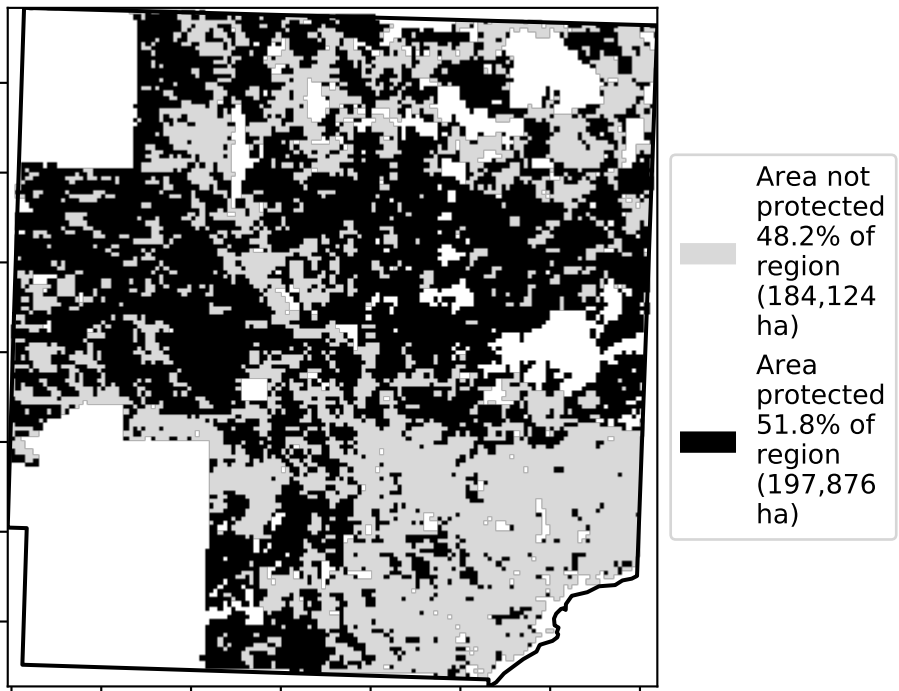 Area not
protected
48.2% of
region
(184,124
ha)
Area
protected
51.8% of
region
(197,876
ha)